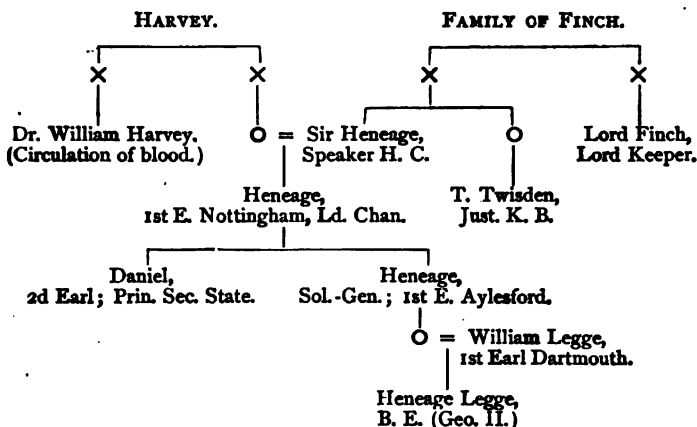 HARVEY. FAMILY OF FINCH.
× × × ×
Dr. William Harvey. O = Sir Heneage, O Lord Finch,
(Circulation of blood.) Speaker H. C. Lord Keeper.
Heneage, T. Twisden,
1st E. Nottingham, Ld. Chan. Just. K. B.
Daniel, Heneage,
2d Earl; Prin. Sec. State. Sol.-Gen.; 1st E. Aylesford.
O = William Legge,
1st Earl Dartmouth.
Heneage Legge,
B. E. (Geo. II.)